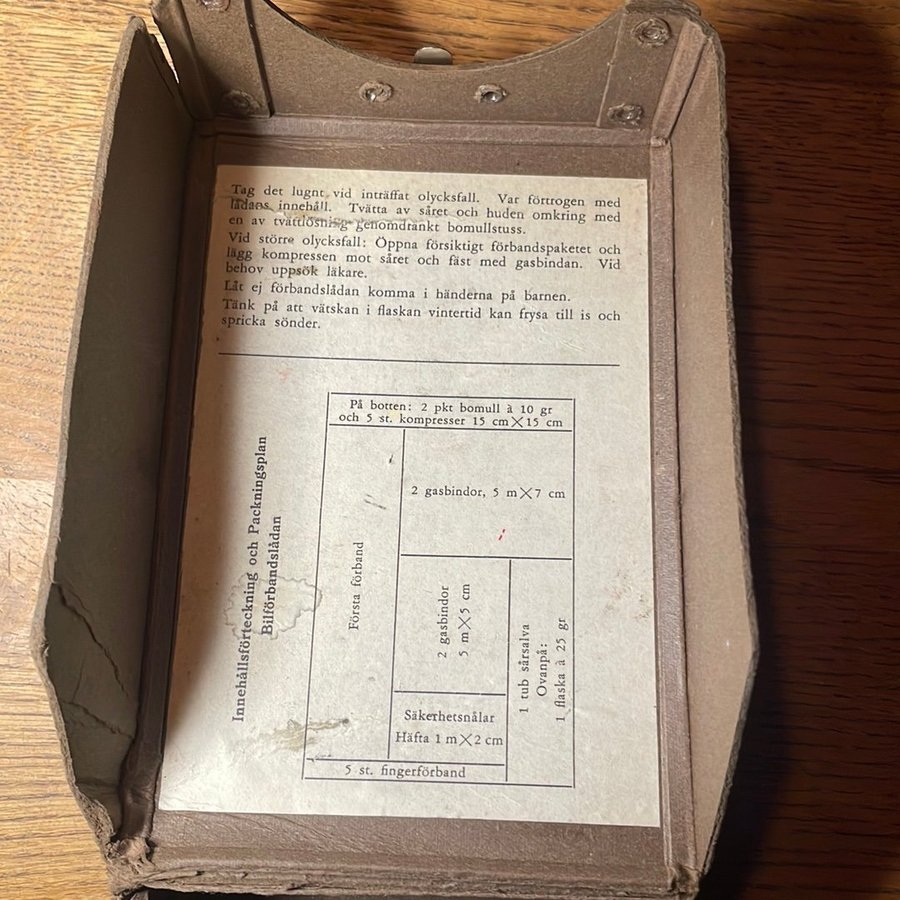 Tag det lugnt vid inträffat olycksfall. Var förtrogen med
lådans innehåll. Tvätta av såret och huden omkring med
en av tvättlösning genomdränkt bomullstuss.
Vid större olycksfall: Öppna försiktigt förbandspaketet och
lägg kompressen mot såret och fäst med gasbindan. Vid
behov uppsök läkare.
Låt ej förbandslådan komma i händerna på barnen.
Tänk på att vätskan i flaskan vintertid kan frysa till is och
spricka sönder.
Innehållsförteckning och Packningsplan
Bilförbandslådan
På botten: 2 pkt bomull à 10 gr
och 5 st. kompresser 15 cm×15 cm
Första förband
2 gasbindor, 5 m×7 cm
2 gasbindor
5 m×5 cm
Säkerhetsnålar
Häfta 1 m×2 cm
1 tub sårsalva
Ovanpå:
1 flaska à 25 gr
5 st. fingerförband